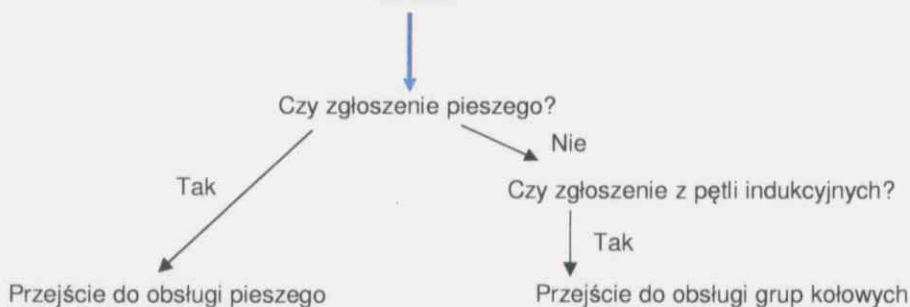 Czy zgłoszenie pieszego?
Nie
Tak
Czy zgłoszenie z pętli indukcyjnych?
Tak
Przejście do obsługi pieszego
Przejście do obsługi grup kołowych